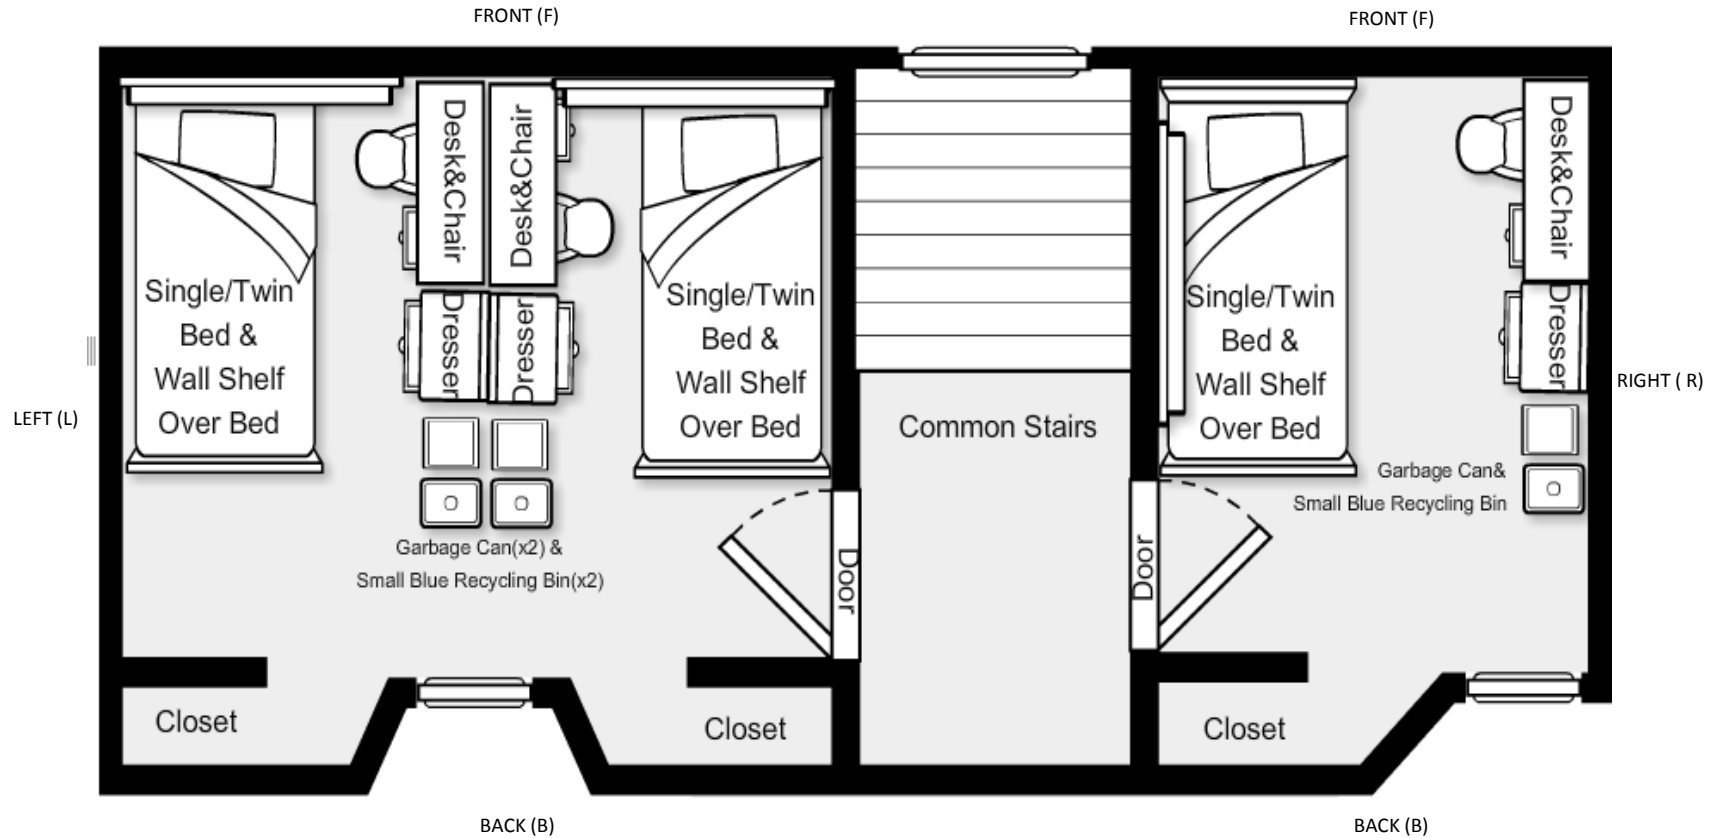 FRONT (F)
FRONT (F)
Desk&Chair
Desk&Chair
Desk&Chair
Single/Twin
Bed &
Wall Shelf
Over Bed
Dresser
Dresser
Single/Twin
Bed &
Wall Shelf
Over Bed
Single/Twin
Bed &
Wall Shelf
Over Bed
Dresser
LEFT (L)
RIGHT ( R)
Common Stairs
Garbage Can&
Small Blue Recycling Bin
Garbage Can(x2) &
Small Blue Recycling Bin(x2)
Door
Door
Closet
Closet
Closet
BACK (B)
BACK (B)